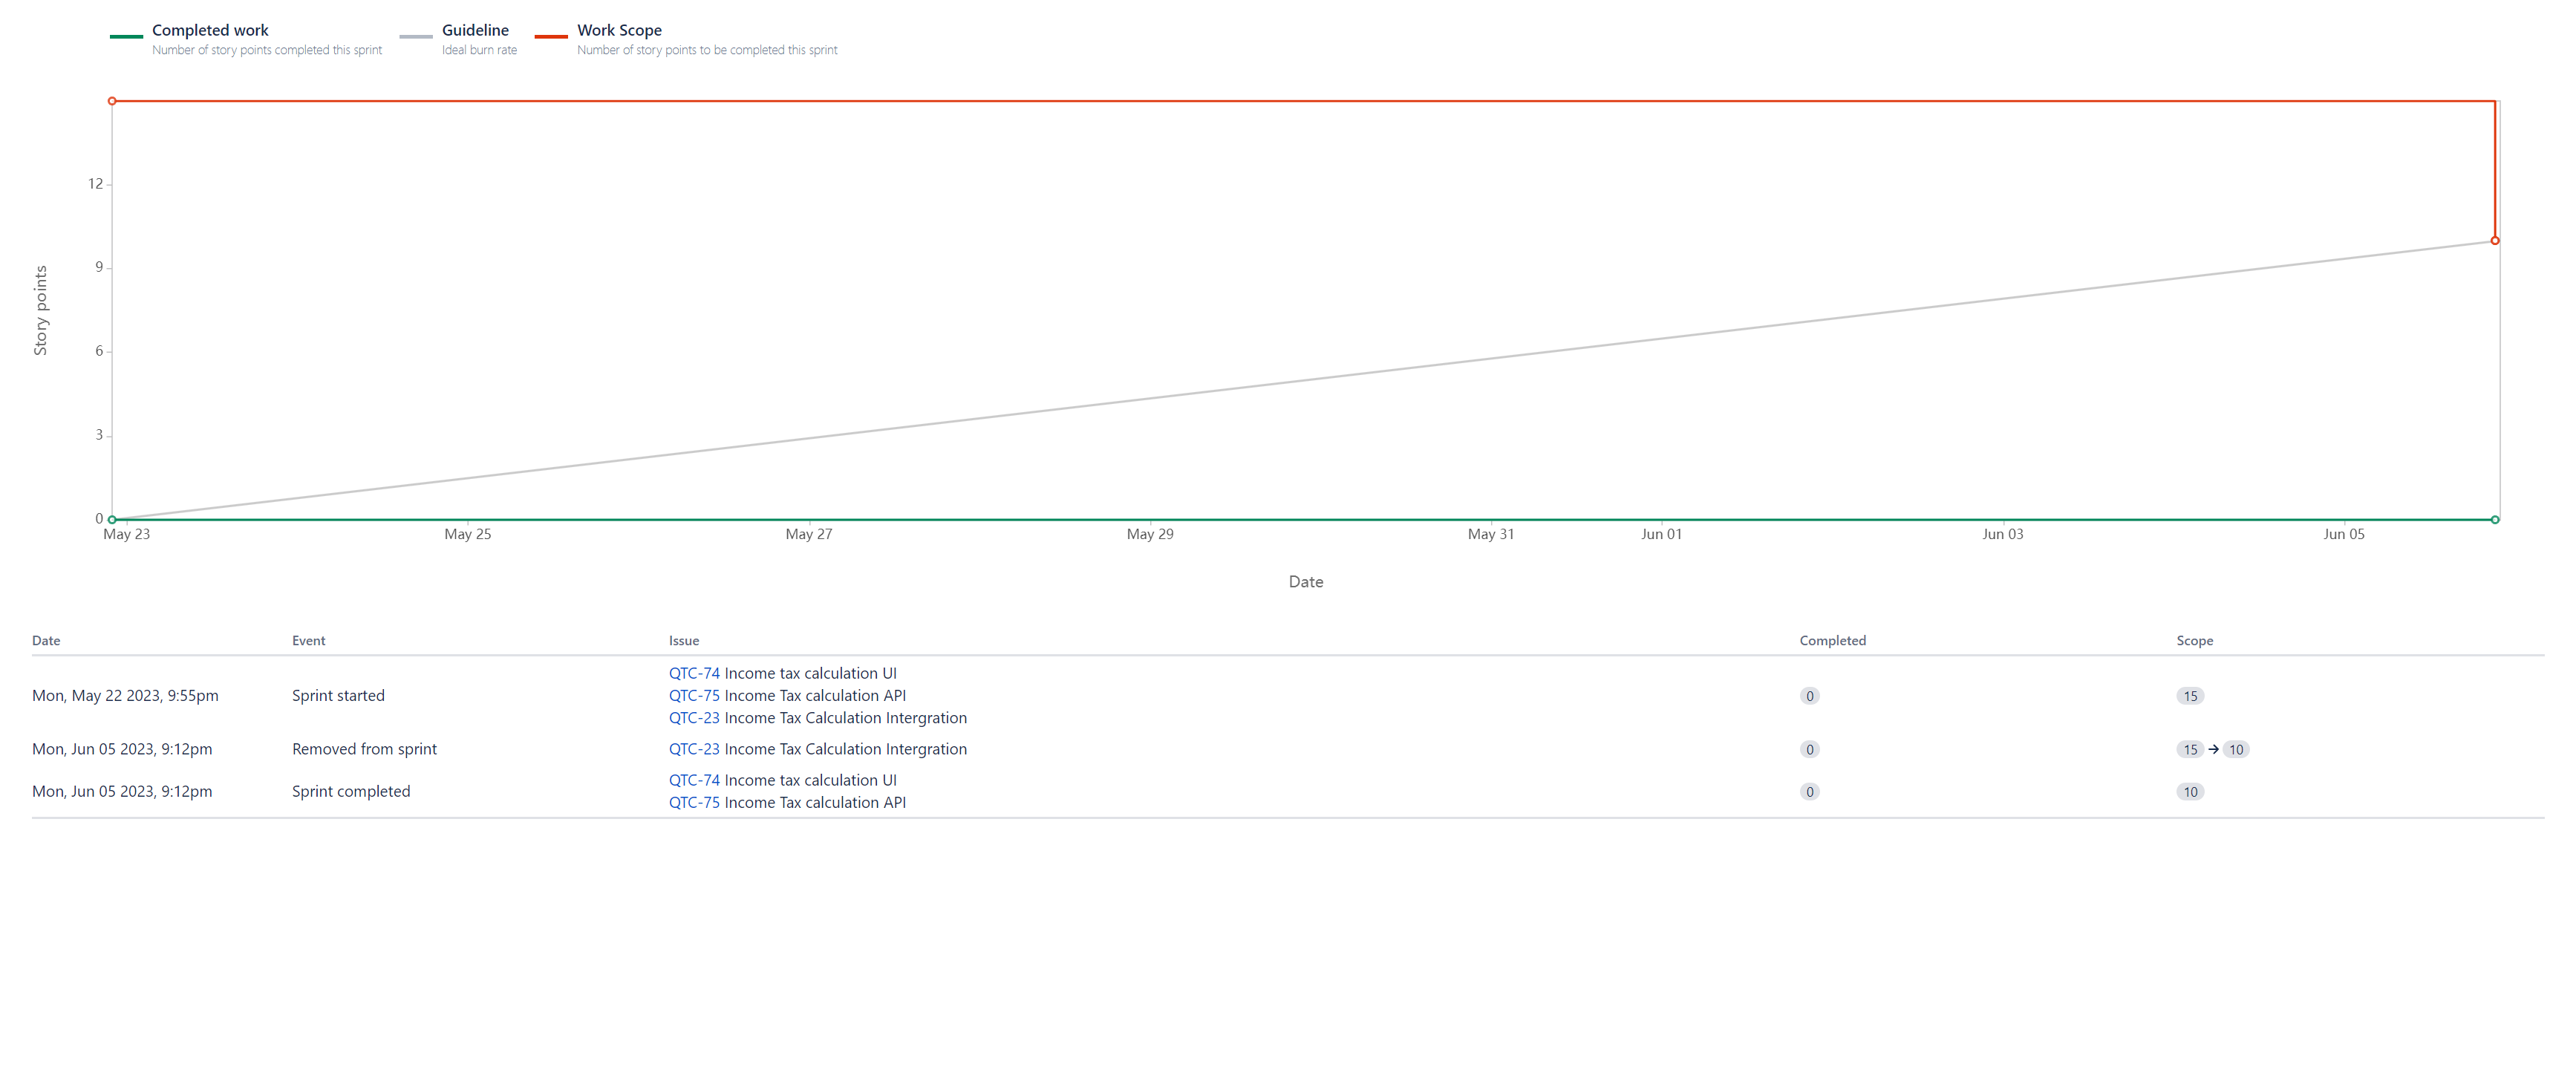 Completed work
Number of story points completed this sprint
Guideline
Ideal burn rate
Work Scope
Number of story points to be completed this sprint
12
9
6
3
0
Story points
May 23
May 25
May 27
May 29
May 31
Jun 01
Jun 03
Jun 05
Date
Date Event Issue Completed Scope
Mon, May 22 2023, 9:55pm Sprint started
QTC-74 Income tax calculation UI
QTC-75 Income Tax calculation API
QTC-23 Income Tax Calculation Intergration
0 15
Mon, Jun 05 2023, 9:12pm Removed from sprint QTC-23 Income Tax Calculation Intergration 0 15 → 10
Mon, Jun 05 2023, 9:12pm Sprint completed
QTC-74 Income tax calculation UI
QTC-75 Income Tax calculation API
0 10